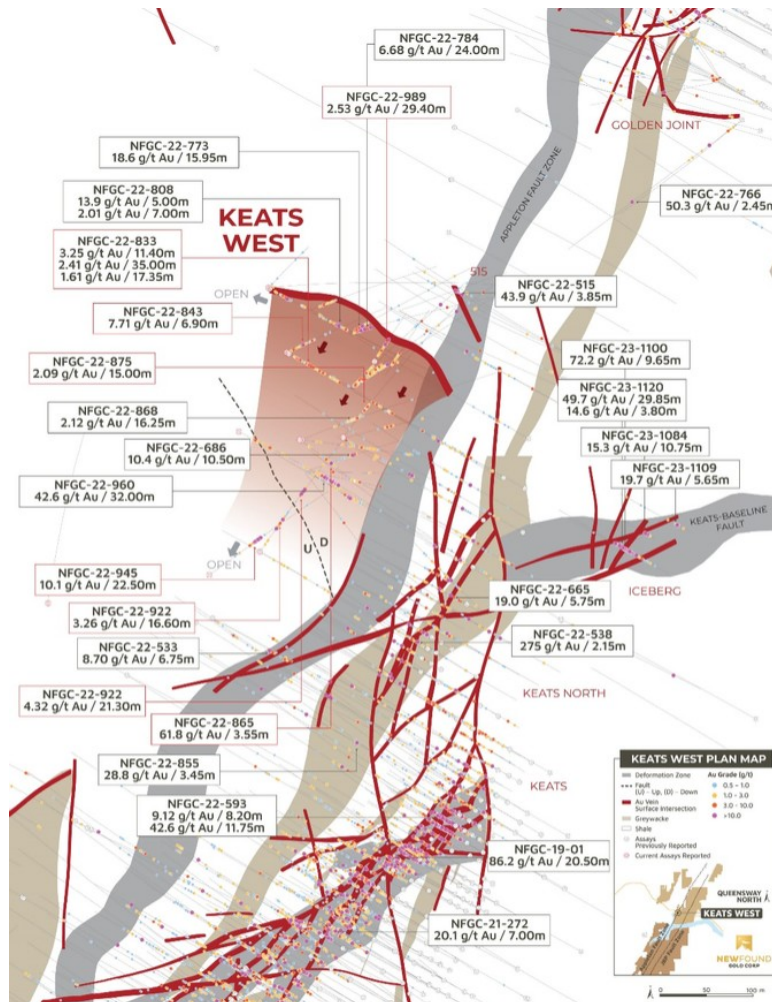 NFGC-22-784
6.68 g/t Au / 24.00m
NFGC-22-989
2.53 g/t Au / 29.40m
GOLDEN JOINT
NFGC-22-773
18.6 g/t Au / 15.95m
APPLETON FAULT ZONE
NFGC-22-808
13.9 g/t Au / 5.00m
2.01 g/t Au / 7.00m
NFGC-22-766
50.3 g/t Au / 2.45m
KEATS
WEST
NFGC-22-833
3.25 g/t Au / 11.40m
2.41 g/t Au / 35.00m
1.61 g/t Au / 17.35m
515
OPEN
NFGC-22-515
43.9 g/t Au / 3.85m
NFGC-22-843
7.71 g/t Au / 6.90m
NFGC-23-1100
72.2 g/t Au / 9.65m
NFGC-22-875
2.09 g/t Au / 15.00m
NFGC-23-1120
49.7 g/t Au / 29.85m
14.6 g/t Au / 3.80m
NFGC-22-868
2.12 g/t Au / 16.25m
NFGC-23-1084
15.3 g/t Au / 10.75m
NFGC-22-686
10.4 g/t Au / 10.50m
NFGC-23-1109
19.7 g/t Au / 5.65m
NFGC-22-960
42.6 g/t Au / 32.00m
KEATS-BASELINE
FAULT
U D
OPEN
NFGC-22-945
10.1 g/t Au / 22.50m
ICEBERG
NFGC-22-665
19.0 g/t Au / 5.75m
NFGC-22-922
3.26 g/t Au / 16.60m
NFGC-22-538
275 g/t Au / 2.15m
NFGC-22-533
8.70 g/t Au / 6.75m
NFGC-22-922
4.32 g/t Au / 21.30m
KEATS NORTH
NFGC-22-865
61.8 g/t Au / 3.55m
NFGC-22-855
28.8 g/t Au / 3.45m
KEATS
NFGC-22-593
9.12 g/t Au / 8.20m
42.6 g/t Au / 11.75m
NFGC-19-01
86.2 g/t Au / 20.50m
NFGC-21-272
20.1 g/t Au / 7.00m
KEATS WEST PLAN MAP
Deformation Zone
Fault
(U) - Up, (D) - Down
Au Vein
Surface Intersection
Greywacke
Shale
Assays
Previously Reported
Current Assays Reported
Au Grade (g/t)
0.5 - 1.0
1.0 - 3.0
3.0 - 10.0
>10.0
QUEENSWAY
NORTH
KEATS WEST
NEWFOUND
GOLD CORP
0 50 100 m